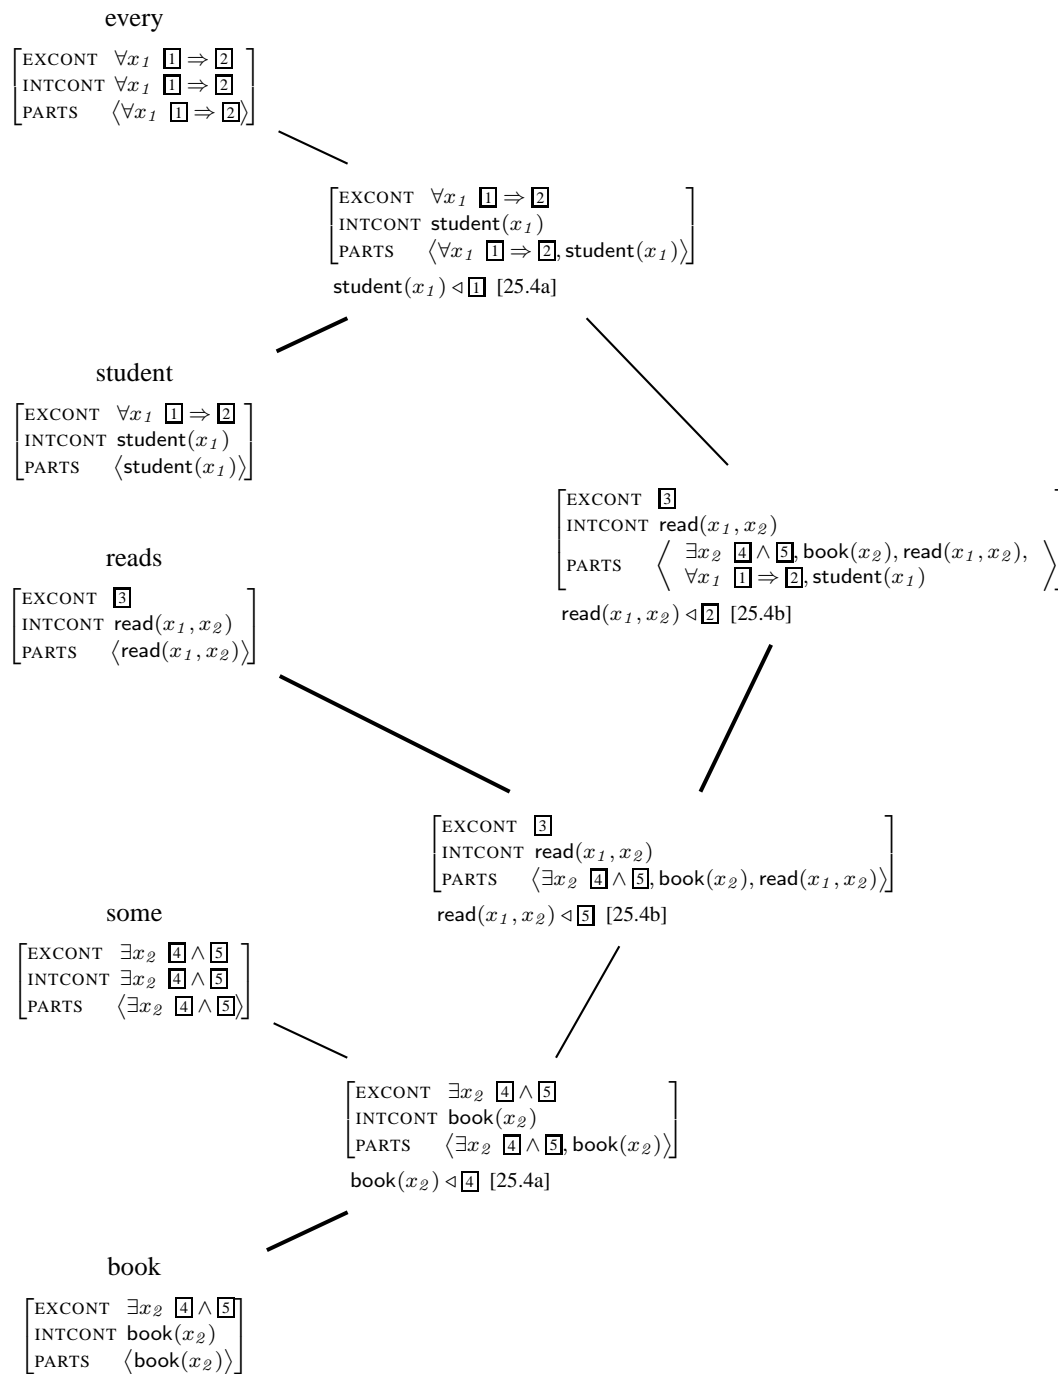 every
EXCONT ∀x₁ [1] ⇒ [2]
INTCONT ∀x₁ [1] ⇒ [2]
PARTS ⟨∀x₁ [1] ⇒ [2]⟩
EXCONT ∀x₁ [1] ⇒ [2]
INTCONT student(x₁)
PARTS ⟨∀x₁ [1] ⇒ [2], student(x₁)⟩
student(x₁) ◁ [1] [25.4a]
student
EXCONT ∀x₁ [1] ⇒ [2]
INTCONT student(x₁)
PARTS ⟨student(x₁)⟩
EXCONT [3]
INTCONT read(x₁, x₂)
PARTS ⟨∃x₂ [4] ∧ [5], book(x₂), read(x₁, x₂),
∀x₁ [1] ⇒ [2], student(x₁)⟩
read(x₁, x₂) ◁ [2] [25.4b]
reads
EXCONT [3]
INTCONT read(x₁, x₂)
PARTS ⟨read(x₁, x₂)⟩
EXCONT [3]
INTCONT read(x₁, x₂)
PARTS ⟨∃x₂ [4] ∧ [5], book(x₂), read(x₁, x₂)⟩
read(x₁, x₂) ◁ [5] [25.4b]
some
EXCONT ∃x₂ [4] ∧ [5]
INTCONT ∃x₂ [4] ∧ [5]
PARTS ⟨∃x₂ [4] ∧ [5]⟩
EXCONT ∃x₂ [4] ∧ [5]
INTCONT book(x₂)
PARTS ⟨∃x₂ [4] ∧ [5], book(x₂)⟩
book(x₂) ◁ [4] [25.4a]
book
EXCONT ∃x₂ [4] ∧ [5]
INTCONT book(x₂)
PARTS ⟨book(x₂)⟩